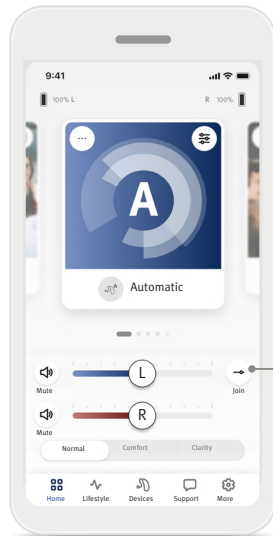 9:41
100% L R 100%
A
A Automatic
L
Mute Join
R
Mute
Normal Comfort Clarity
Home Lifestyle Devices Support More